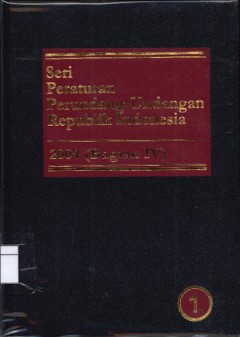 Seri
Peraturan
Perundang-Undangan
Republik Indonesia
2004 (Bagian IV)
1